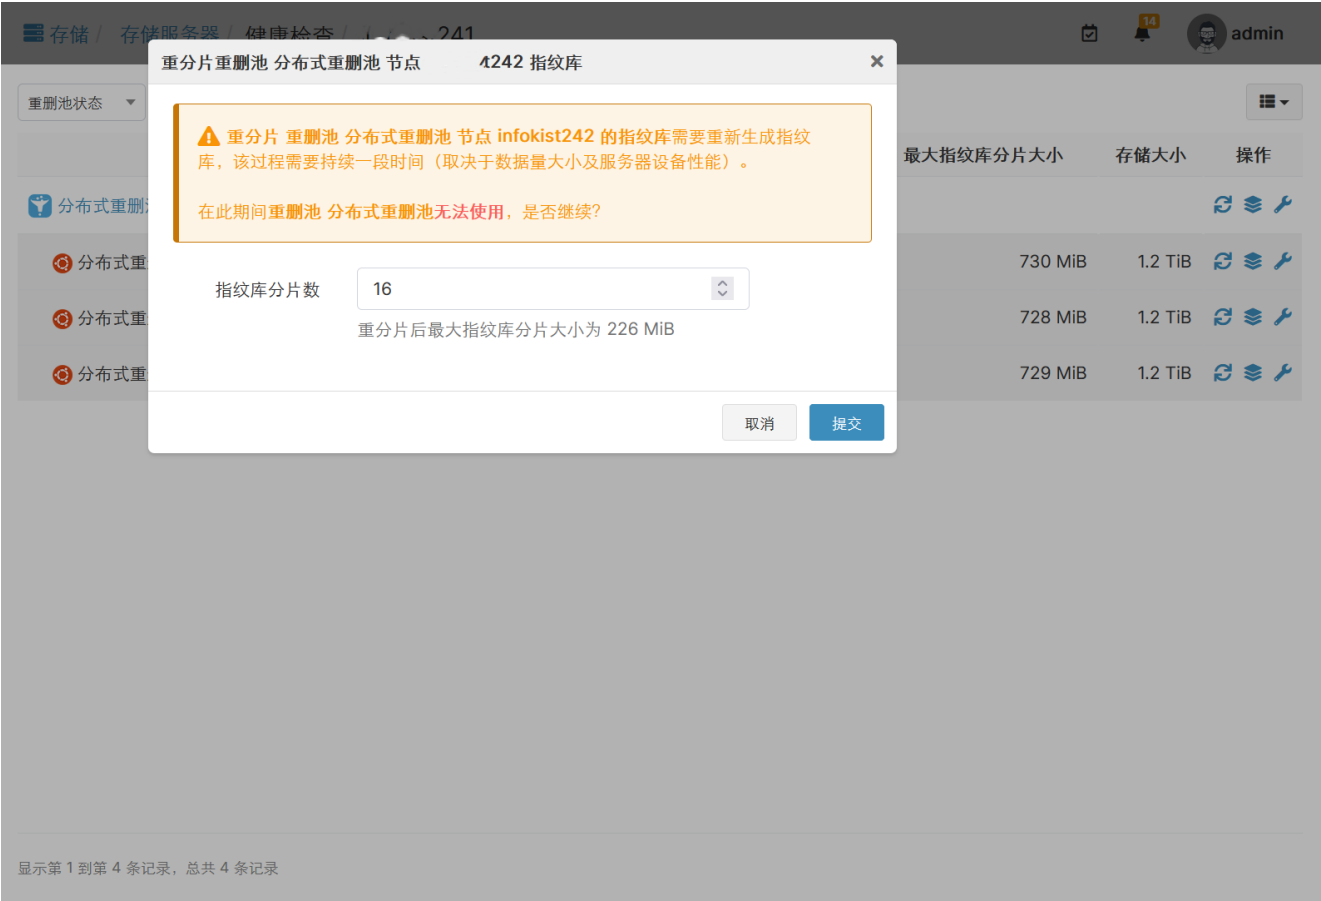 存储 / 存储服务器 / 健康检查 / 241
14
admin
重分片重删池 分布式重删池 节点 242 指纹库
重删池状态
重分片 重删池 分布式重删池 节点 infokist242 的指纹库需要重新生成指纹
库，该过程需要持续一段时间（取决于数据量大小及服务器设备性能）。
在此期间重删池 分布式重删池无法使用，是否继续？
最大指纹库分片大小 存储大小 操作
分布式重删
分布式重 730 MiB 1.2 TiB
指纹库分片数 16
分布式重 728 MiB 1.2 TiB
重分片后最大指纹库分片大小为 226 MiB
分布式重 729 MiB 1.2 TiB
取消 提交
显示第 1 到第 4 条记录，总共 4 条记录